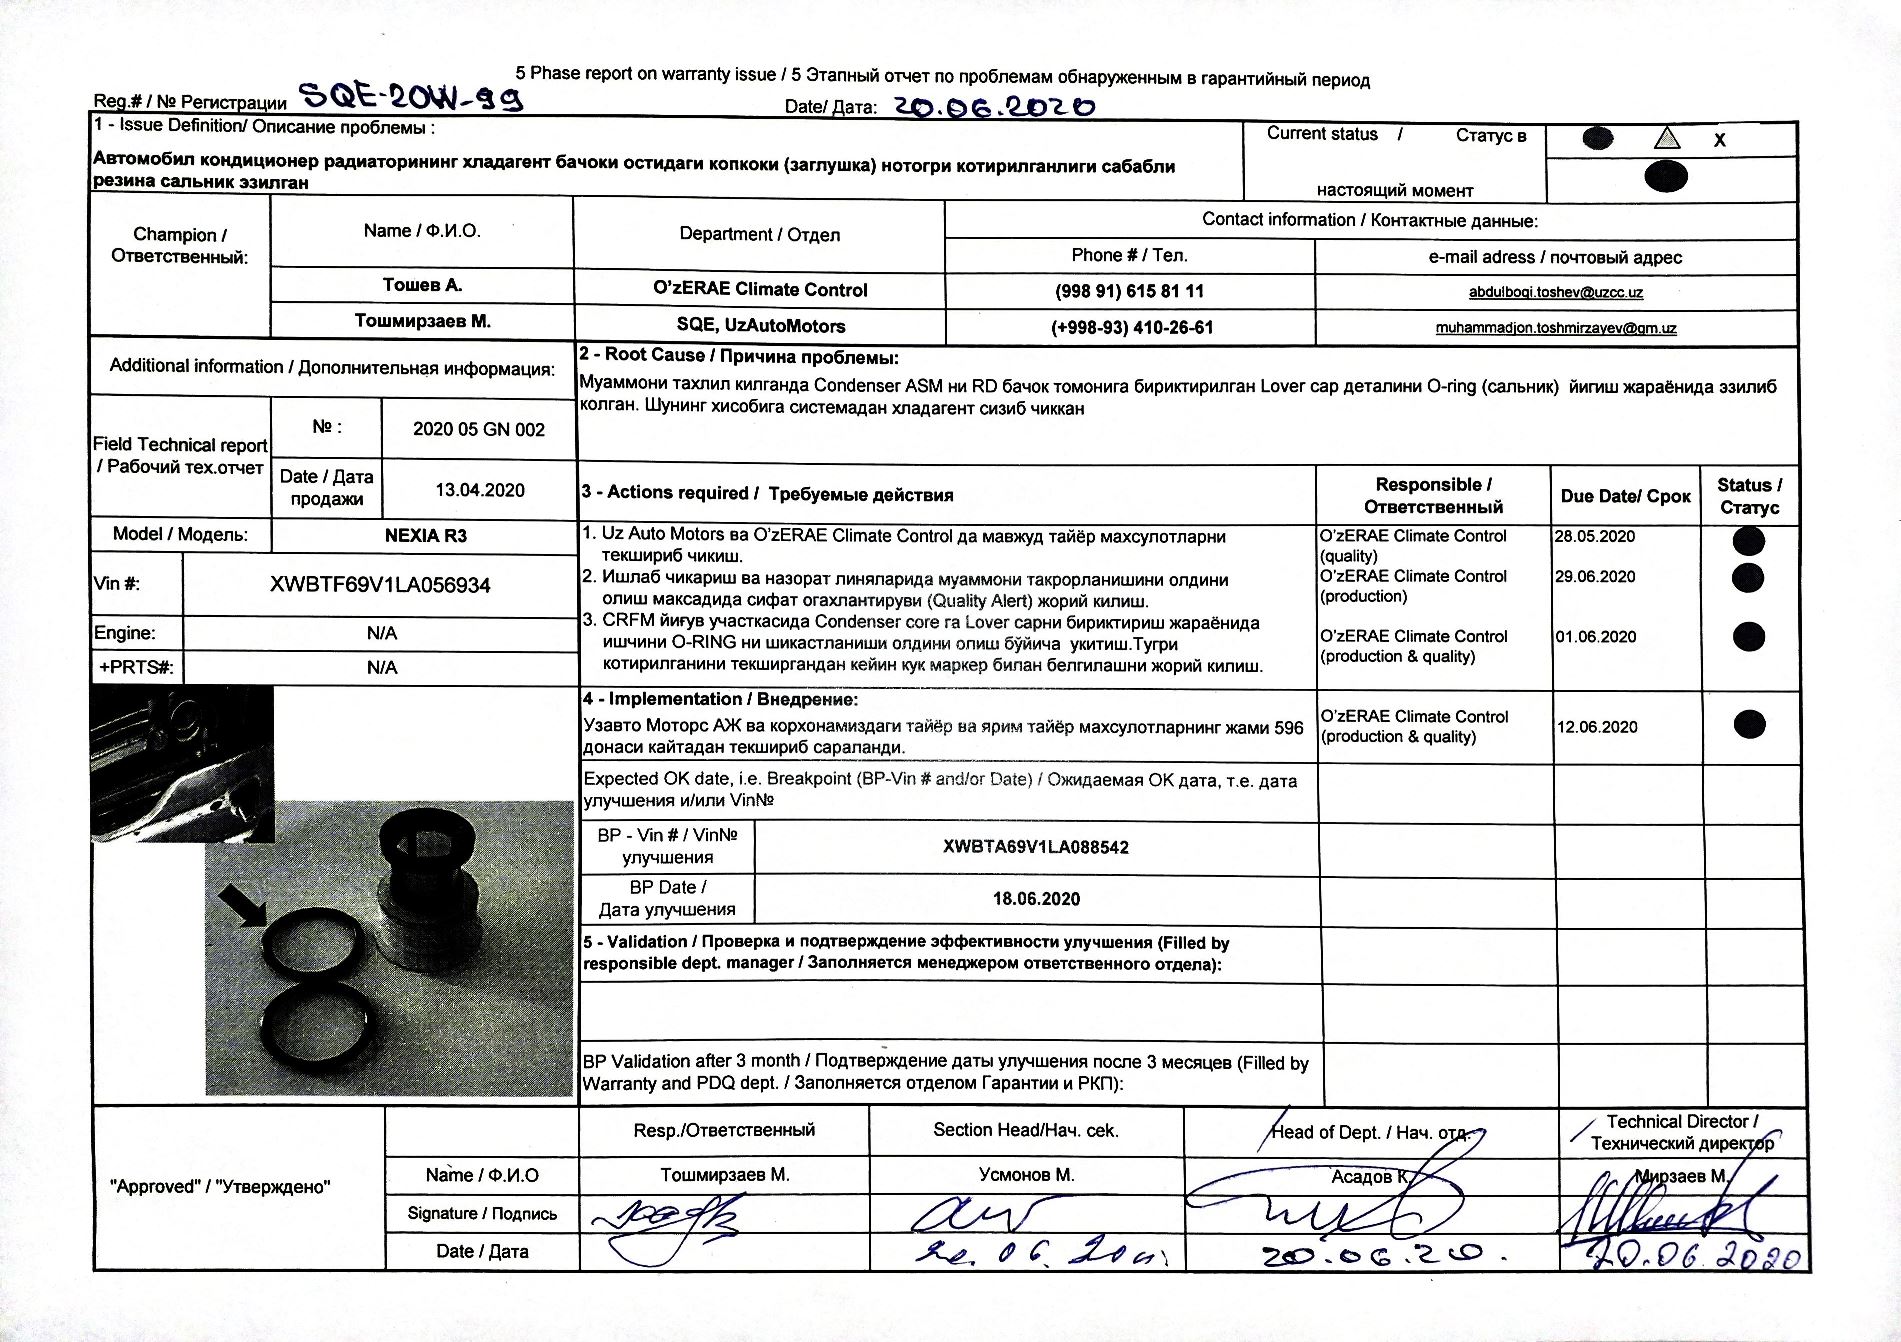 5 Phase report on warranty issue / 5 Этапный отчет по проблемам обнаруженным в гарантийный период
Reg.# / № Регистрации SQE-20W-99
Date/ Дата: 20.06.2020
1 - Issue Definition/ Описание проблемы :
Автомобил кондиционер радиаторининг хладагент бачоки остидаги копкоки (заглушка) нотогри котирилганлиги сабабли
резина сальник эзилган
Current status / Статус в
настоящий момент
X
Champion /
Ответственный:
Name / Ф.И.О.
Department / Отдел
Contact information / Контактные данные:
Phone # / Тел.
e-mail adress / почтовый адрес
Тошев А.
O'zERAE Climate Control
(998 91) 615 81 11
abdulboqi.toshev@uzcc.uz
Тошмирзаев М.
SQE, UzAutoMotors
(+998-93) 410-26-61
muhammadjon.toshmirzayev@gm.uz
Additional information / Дополнительная информация:
Field Technical report
/ Рабочий тех.отчет
№ :
2020 05 GN 002
Date / Дата
продажи
13.04.2020
Model / Модель:
NEXIA R3
Vin #:
XWBTF69V1LA056934
Engine:
N/A
+PRTS#:
N/A
2 - Root Cause / Причина проблемы:
Муаммони тахлил килганда Condenser ASM ни RD бачок томонига бириктирилган Lover cap деталини O-ring (сальник) йигиш жараёнида эзилиб
колган. Шунинг хисобига системадан хладагент сизиб чиккан
3 - Actions required / Требуемые действия
Responsible /
Ответственный
Due Date/ Срок
Status /
Статус
1. Uz Auto Motors ва O'zERAE Climate Control да мавжуд тайёр махсулотларни
текшириб чикиш.
O'zERAE Climate Control
(quality)
28.05.2020
2. Ишлаб чикариш ва назорат линяларида муаммони такрорланишини олдини
олиш максадида сифат огахлантируви (Quality Alert) жорий килиш.
O'zERAE Climate Control
(production)
29.06.2020
3. CRFM йиғув участкасида Condenser core га Lover сарни бириктириш жараёнида
ишчини O-RING ни шикастланиши олдини олиш бўйича укитиш.Тугри
котирилганини текширгандан кейин кук маркер билан белгилашни жорий килиш.
O'zERAE Climate Control
(production & quality)
01.06.2020
4 - Implementation / Внедрение:
Узавто Моторс АЖ ва корхонамиздаги тайёр ва ярим тайёр махсулотларнинг жами 596
донаси кайтадан текшириб сараланди.
O'zERAE Climate Control
(production & quality)
12.06.2020
Expected OK date, i.e. Breakpoint (BP-Vin # and/or Date) / Ожидаемая ОК дата, т.е. дата
улучшения и/или Vin№
BP - Vin # / Vin№
улучшения
XWBTA69V1LA088542
BP Date /
Дата улучшения
18.06.2020
5 - Validation / Проверка и подтверждение эффективности улучшения (Filled by
responsible dept. manager / Заполняется менеджером ответственного отдела):
BP Validation after 3 month / Подтверждение даты улучшения после 3 месяцев (Filled by
Warranty and PDQ dept. / Заполняется отделом Гарантии и РКП):
"Approved" / "Утверждено"
Resp./Ответственный
Section Head/Нач. cek.
Head of Dept. / Нач. отд.
Technical Director /
Технический директор
Name / Ф.И.О
Тошмирзаев М.
Усмонов М.
Асадов К.
Мирзаев М.
Signature / Подпись
Date / Дата
20.06.20.
20.06.2020